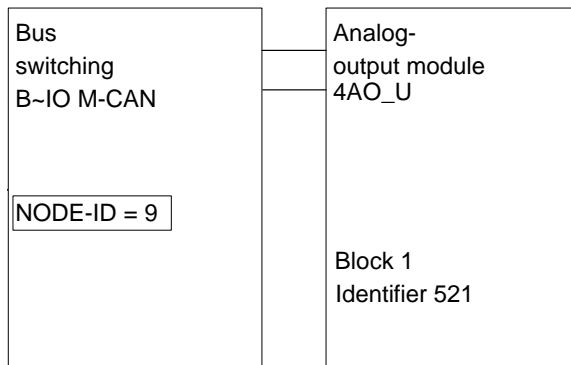 Bus
switching
B~IO M-CAN
NODE-ID = 9
Analog-
output module
4AO_U
Block 1
Identifier 521